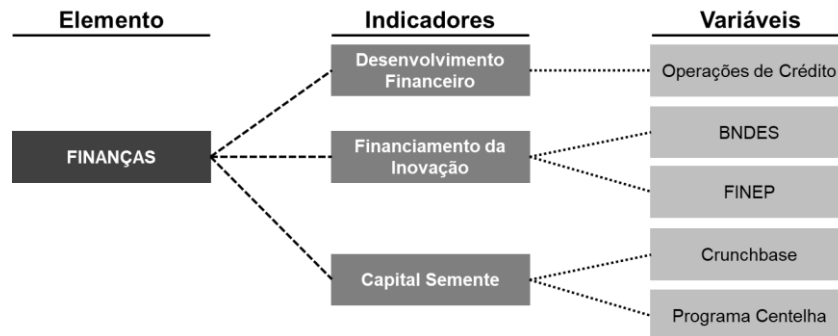 Elemento
Indicadores
Variáveis
FINANÇAS
Desenvolvimento
Financeiro
Financiamento da
Inovação
Capital Semente
Operações de Crédito
BNDES
FINEP
Crunchbase
Programa Centelha